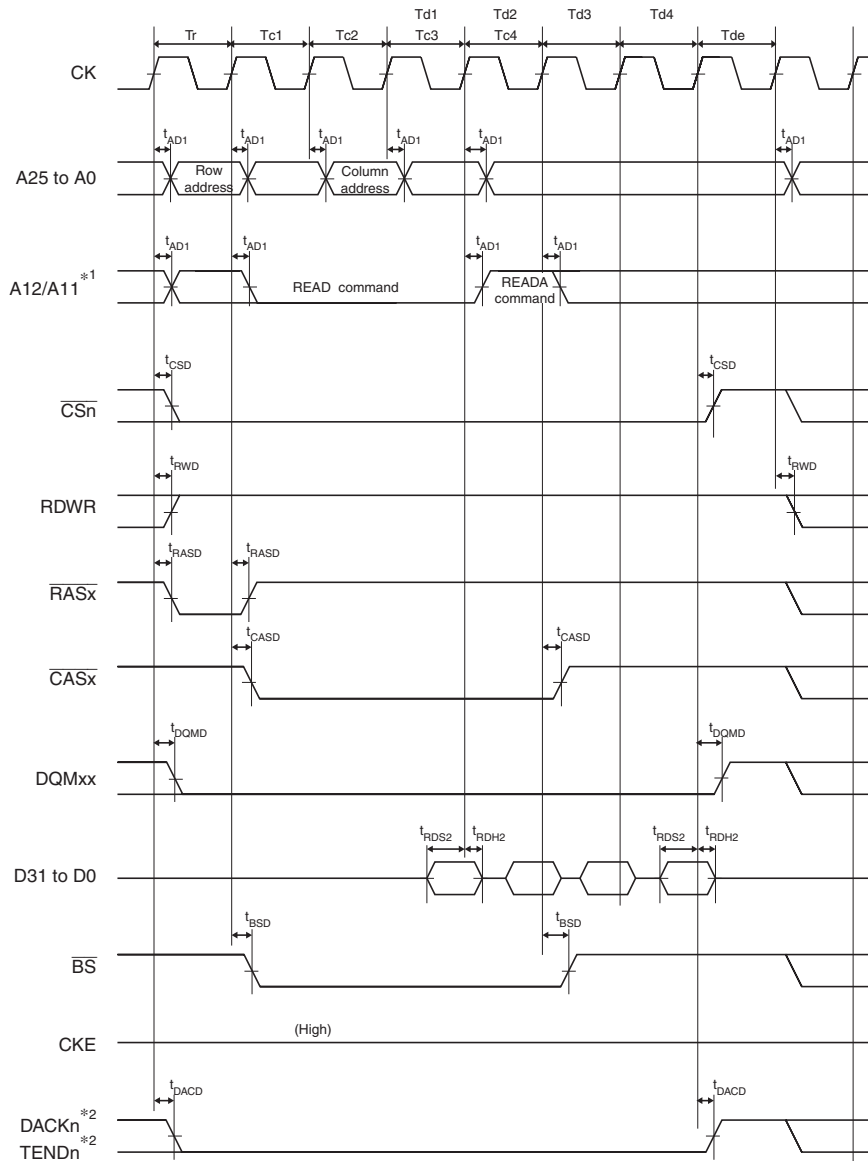 Td1 Td2 Td3 Td4
Tr Tc1 Tc2 Tc3 Tc4 Tde
CK
tAD1 tAD1 tAD1 tAD1 tAD1 tAD1
A25 to A0
Row address
Column address
tAD1 tAD1 tAD1 tAD1
A12/A11*1
READ command
READA command
tCSD tCSD
CSn
tRWD tRWD
RDWR
tRASD tRASD
RASx
tCASD tCASD
CASx
tDQMD tDQMD
DQMxx
tRDS2 tRDH2 tRDS2 tRDH2
D31 to D0
tBSD tBSD
BS
(High)
CKE
tDACD tDACD
DACKn*2
TENDn*2